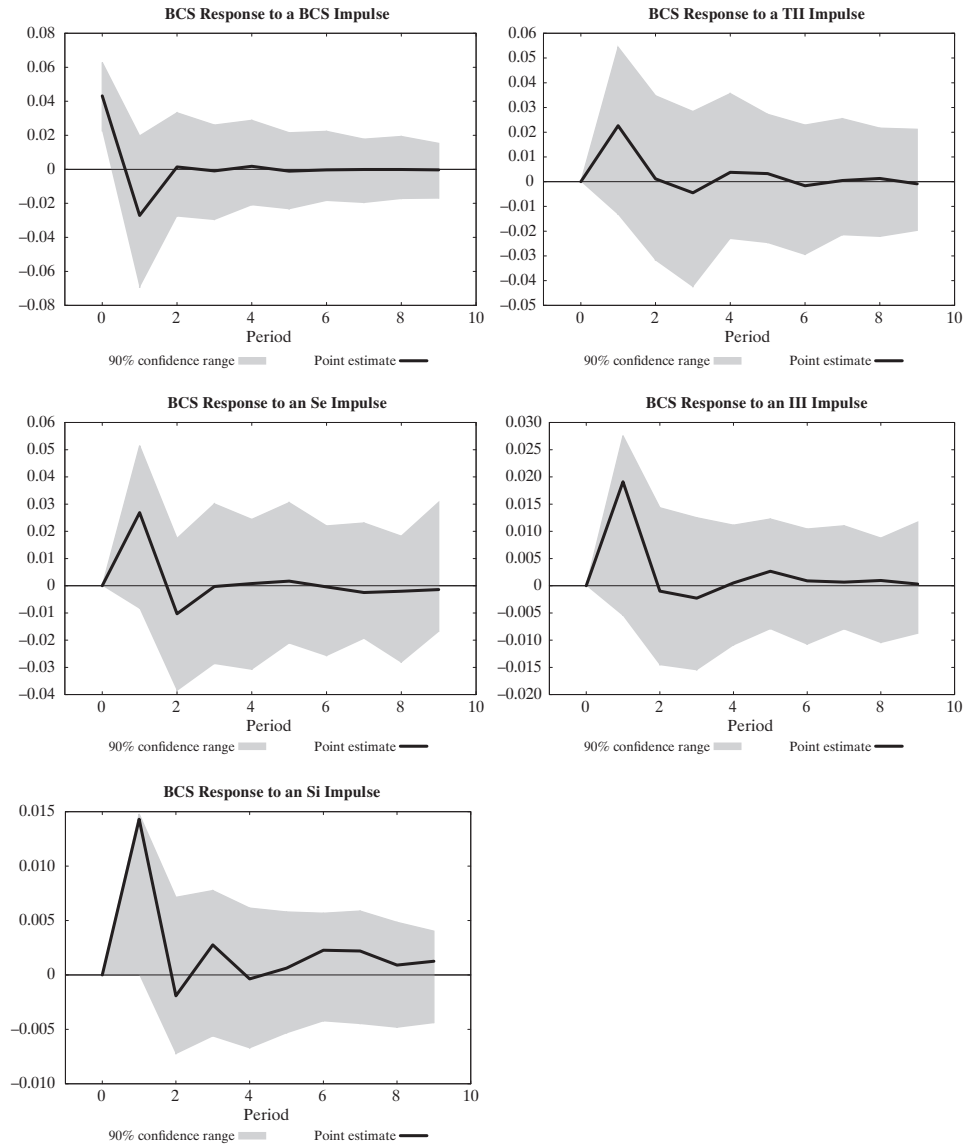 BCS Response to a BCS Impulse
0.08
0.06
0.04
0.02
0
−0.02
−0.04
−0.06
−0.08
0 2 4 6 8 10
Period
90% confidence range Point estimate
BCS Response to a TII Impulse
0.06
0.05
0.04
0.03
0.02
0.01
0
−0.01
−0.02
−0.03
−0.04
−0.05
0 2 4 6 8 10
Period
90% confidence range Point estimate
BCS Response to an Se Impulse
0.06
0.05
0.04
0.03
0.02
0.01
0
−0.01
−0.02
−0.03
−0.04
0 2 4 6 8 10
Period
90% confidence range Point estimate
BCS Response to an III Impulse
0.030
0.025
0.020
0.015
0.010
0.005
0
−0.005
−0.010
−0.015
−0.020
0 2 4 6 8 10
Period
90% confidence range Point estimate
BCS Response to an Si Impulse
0.015
0.010
0.005
0
−0.005
−0.010
0 2 4 6 8 10
Period
90% confidence range Point estimate